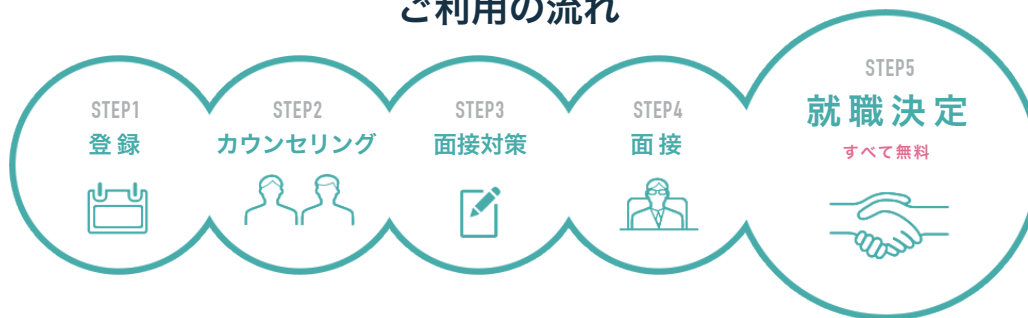 ご利用の流れ
STEP1
登録
STEP2
カウンセリング
STEP3
面接対策
STEP4
面接
STEP5
就職決定
すべて無料